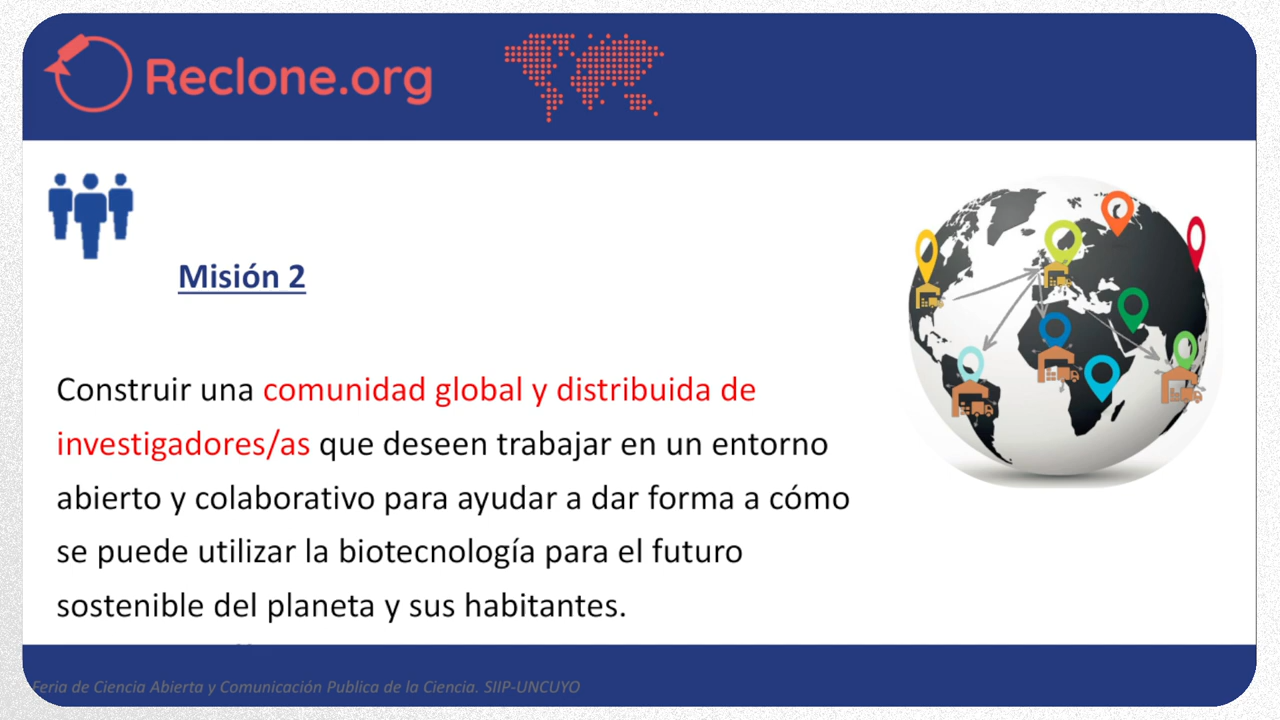 Reclone.org
Misión 2
Construir una comunidad global y distribuida de
investigadores/as que deseen trabajar en un entorno
abierto y colaborativo para ayudar a dar forma a cómo
se puede utilizar la biotecnología para el futuro
sostenible del planeta y sus habitantes.
Feria de Ciencia Abierta y Comunicación Publica de la Ciencia. SIIP-UNCUYO